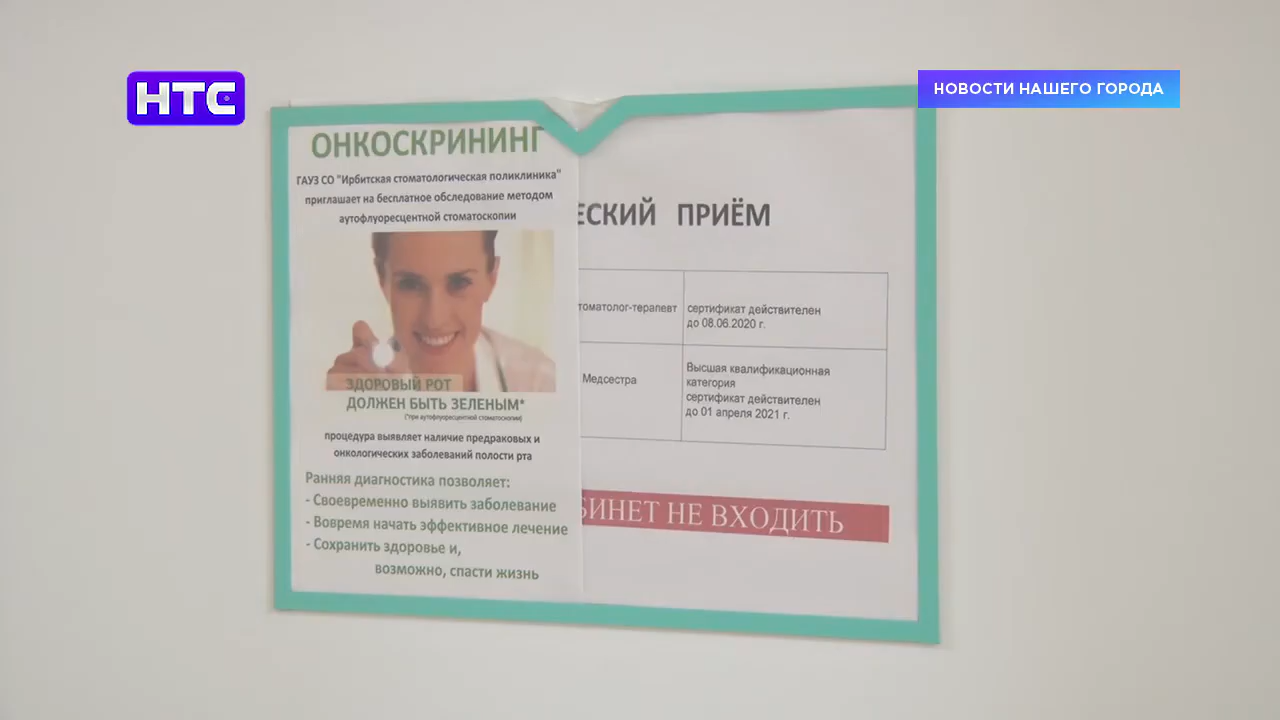 НТС
НОВОСТИ НАШЕГО ГОРОДА
ОНКОСКРИНИНГ
ГАУЗ СО "Ирбитская стоматологическая поликлиника"
приглашает на бесплатное обследование методом
аутофлуоресцентной стоматоскопии
ЗДОРОВЫЙ РОТ
ДОЛЖЕН БЫТЬ ЗЕЛЕНЫМ*
(*при аутофлуоресцентной стоматоскопии)
процедура выявляет наличие предраковых и
онкологических заболеваний полости рта
Ранняя диагностика позволяет:
- Своевременно выявить заболевание
- Вовремя начать эффективное лечение
- Сохранить здоровье и,
возможно, спасти жизнь
ЕСКИЙ ПРИЁМ
томатолог-терапевт
сертификат действителен
до 08.06.2020 г.
Медсестра
Высшая квалификационная
категория
сертификат действителен
до 01 апреля 2021 г.
БИНЕТ НЕ ВХОДИТЬ